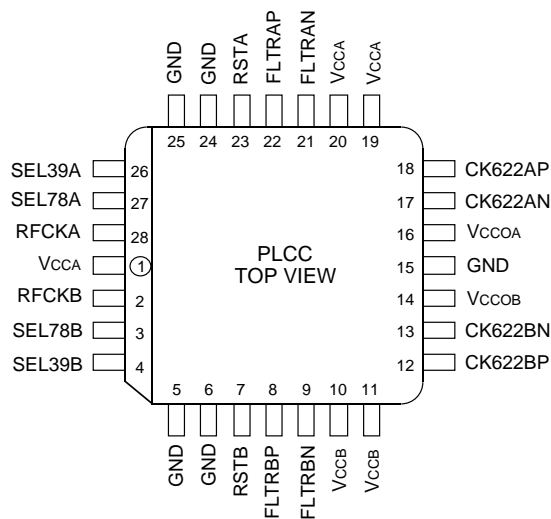 GND
GND
RSTA
FLTRAP
FLTRAN
VCCA
VCCA
25
24
23
22
21
20
19
SEL39A
26
SEL78A
27
RFCKA
28
VCCA
1
RFCKB
2
SEL78B
3
SEL39B
4
PLCC
TOP VIEW
18
CK622AP
17
CK622AN
16
VCCOA
15
GND
14
VCCOB
13
CK622BN
12
CK622BP
5
6
7
8
9
10
11
GND
GND
RSTB
FLTRBP
FLTRBN
VCCB
VCCB